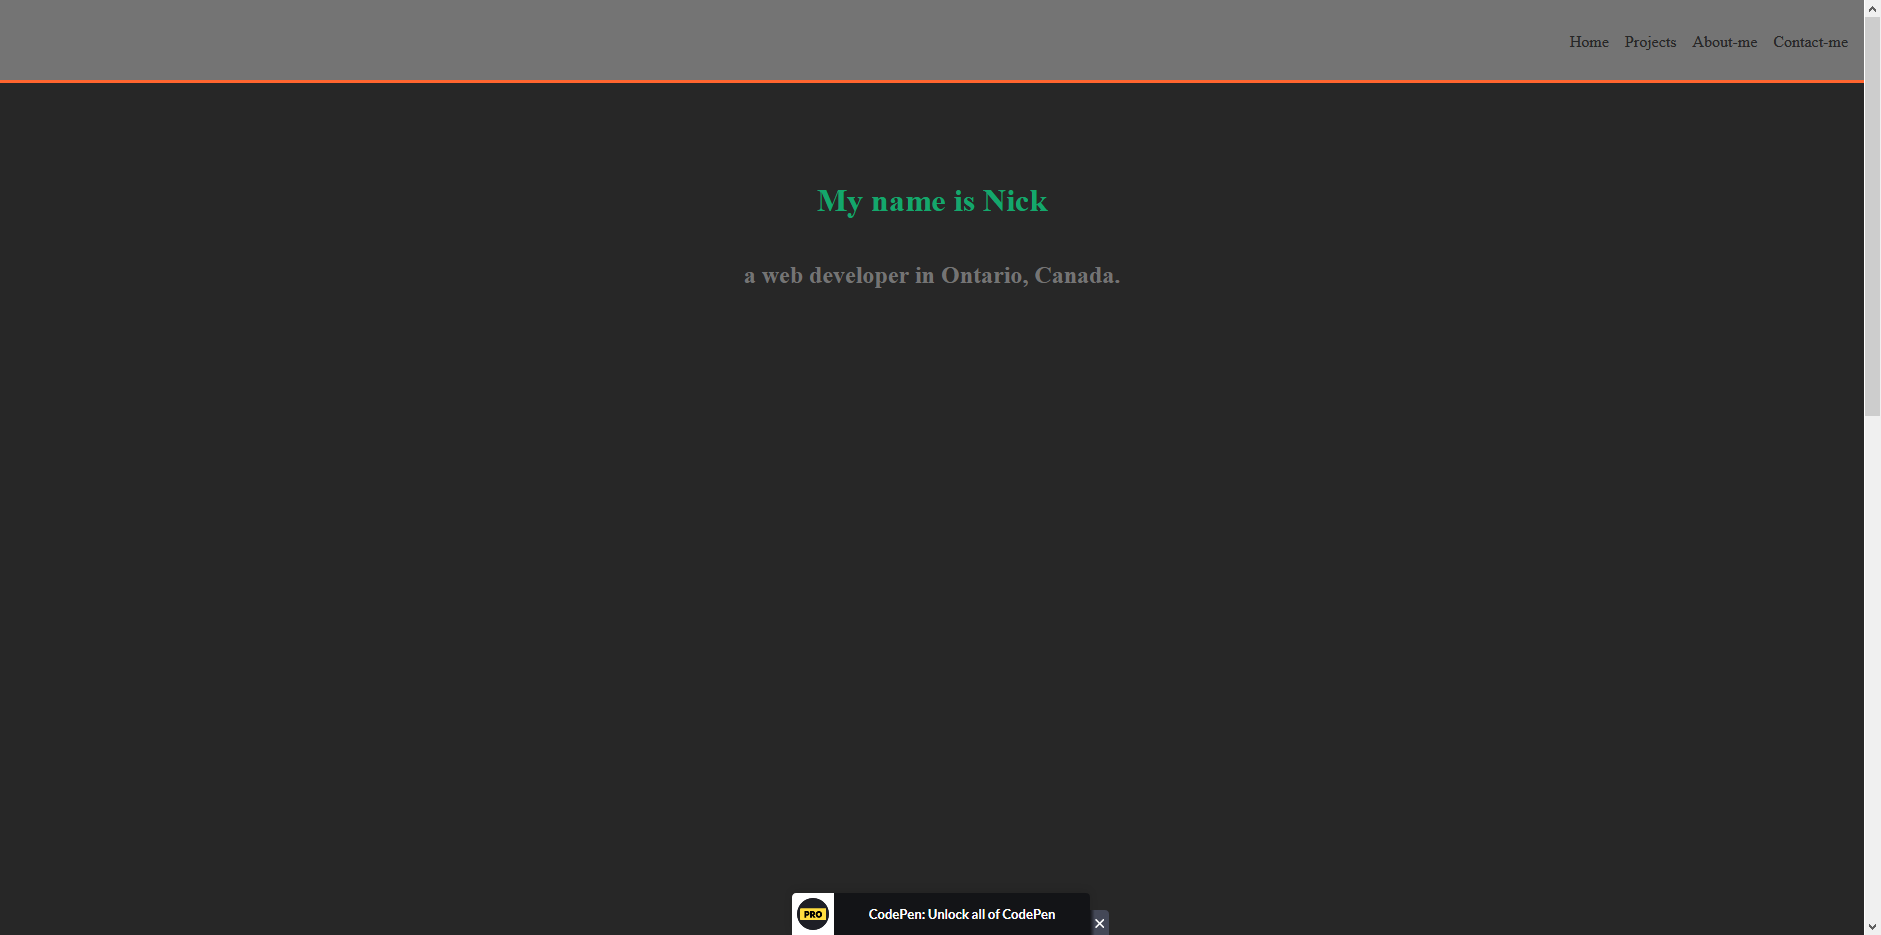 Home Projects About-me Contact-me
My name is Nick
a web developer in Ontario, Canada.
PRO CodePen: Unlock all of CodePen